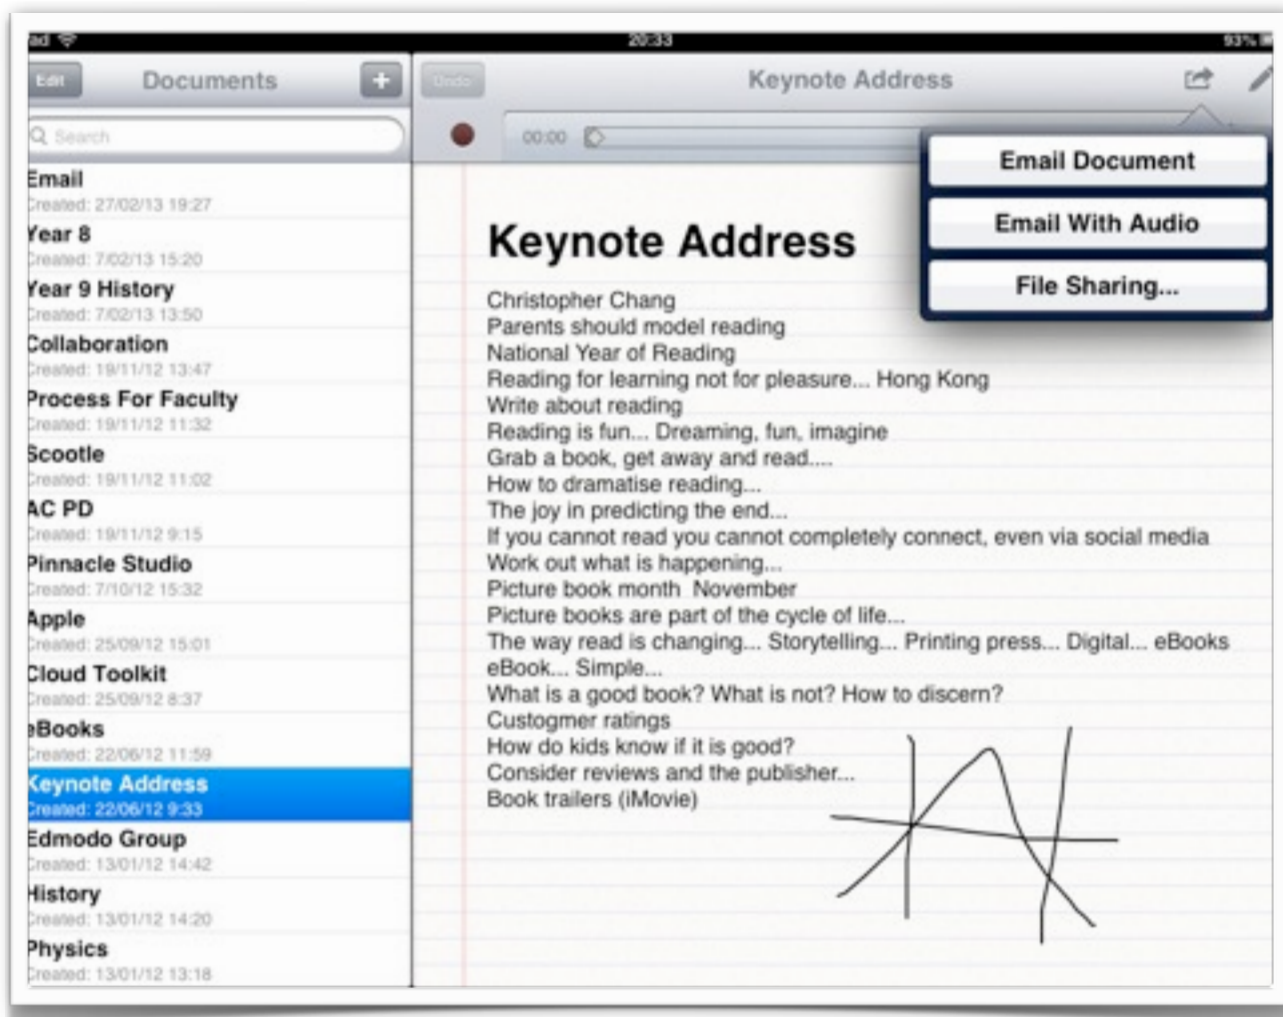 ad 20:33 93%
Edit Documents + Undo Keynote Address
Search
00:00
Email
Created: 27/02/13 19:27
Year 8
Created: 7/02/13 15:20
Year 9 History
Created: 7/02/13 13:50
Collaboration
Created: 19/11/12 13:47
Process For Faculty
Created: 19/11/12 11:32
Scootle
Created: 19/11/12 11:02
AC PD
Created: 19/11/12 9:15
Pinnacle Studio
Created: 7/10/12 15:32
Apple
Created: 25/09/12 15:01
Cloud Toolkit
Created: 25/09/12 8:37
eBooks
Created: 22/06/12 11:59
Keynote Address
Created: 22/06/12 9:33
Edmodo Group
Created: 13/01/12 14:42
History
Created: 13/01/12 14:20
Physics
Created: 13/01/12 13:18
Email Document
Email With Audio
File Sharing...
Keynote Address
Christopher Chang
Parents should model reading
National Year of Reading
Reading for learning not for pleasure... Hong Kong
Write about reading
Reading is fun... Dreaming, fun, imagine
Grab a book, get away and read....
How to dramatise reading...
The joy in predicting the end...
If you cannot read you cannot completely connect, even via social media
Work out what is happening...
Picture book month  November
Picture books are part of the cycle of life...
The way read is changing... Storytelling... Printing press... Digital... eBooks
eBook... Simple...
What is a good book? What is not? How to discern?
Custogmer ratings
How do kids know if it is good?
Consider reviews and the publisher...
Book trailers (iMovie)